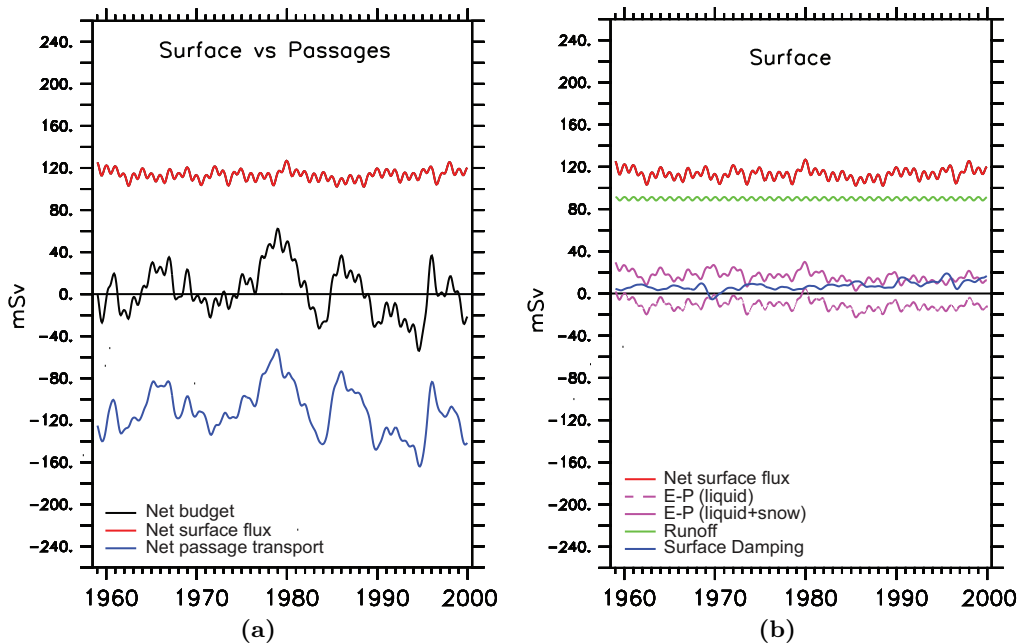 Surface vs Passages
mSv
240.
200.
160.
120.
80.
40.
0.
-40.
-80.
-120.
-160.
-200.
-240.
Net budget
Net surface flux
Net passage transport
1960 1970 1980 1990 2000
(a)
Surface
mSv
240.
200.
160.
120.
80.
40.
0.
-40.
-80.
-120.
-160.
-200.
-240.
Net surface flux
E-P (liquid)
E-P (liquid+snow)
Runoff
Surface Damping
1960 1970 1980 1990 2000
(b)